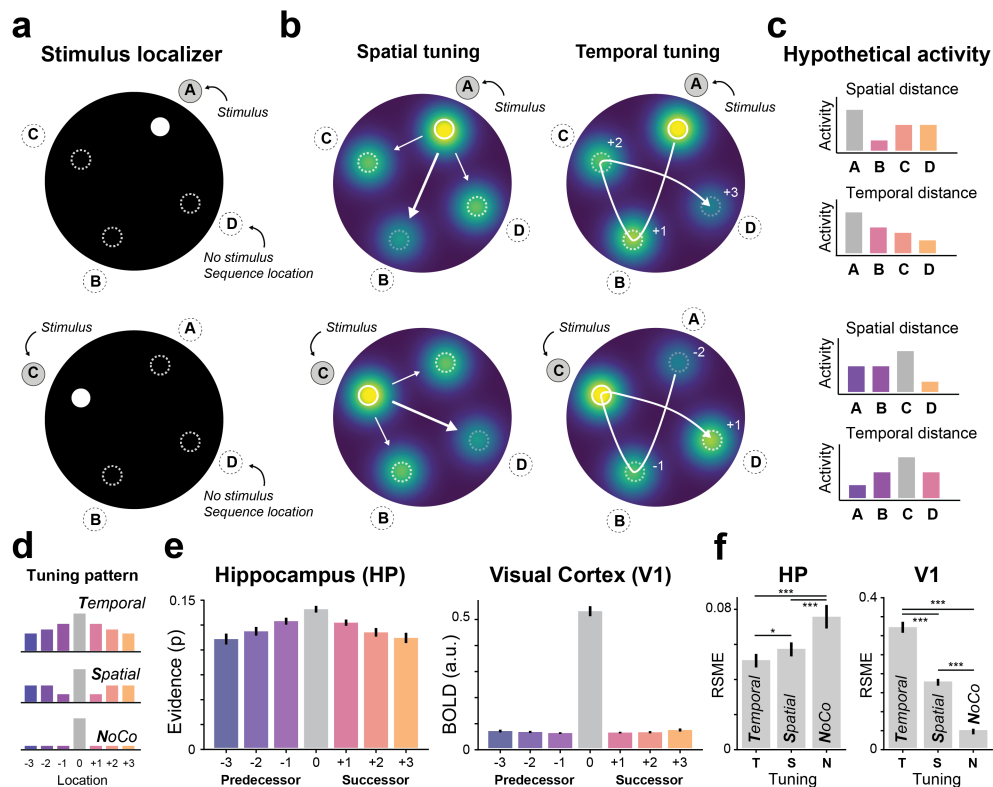 a
Stimulus localizer
A
Stimulus
C
D
No stimulus
Sequence location
B
Stimulus
A
C
D
No stimulus
Sequence location
B
b
Spatial tuning
A
Stimulus
C
D
B
Stimulus
C
D
B
Temporal tuning
A
Stimulus
C
+2
+3
D
+1
B
Stimulus
A
-2
C
+1
-1
D
B
c
Hypothetical activity
Spatial distance
Activity
A B C D
Temporal distance
Activity
A B C D
Spatial distance
Activity
A B C D
Temporal distance
Activity
A B C D
d
Tuning pattern
Temporal
Spatial
NoCo
-3 -2 -1 0 +1 +2 +3
Location
e
Hippocampus (HP)
0.15
Evidence (p)
0
-3 -2 -1 0 +1 +2 +3
Predecessor Successor
Visual Cortex (V1)
0.5
BOLD (a.u.)
0
-3 -2 -1 0 +1 +2 +3
Predecessor Successor
f
HP
***
***
*
0.08
RSME
0
Temporal
Spatial
NoCo
T S N
Tuning
V1
***
***
***
0.4
RSME
0
Temporal
Spatial
NoCo
T S N
Tuning